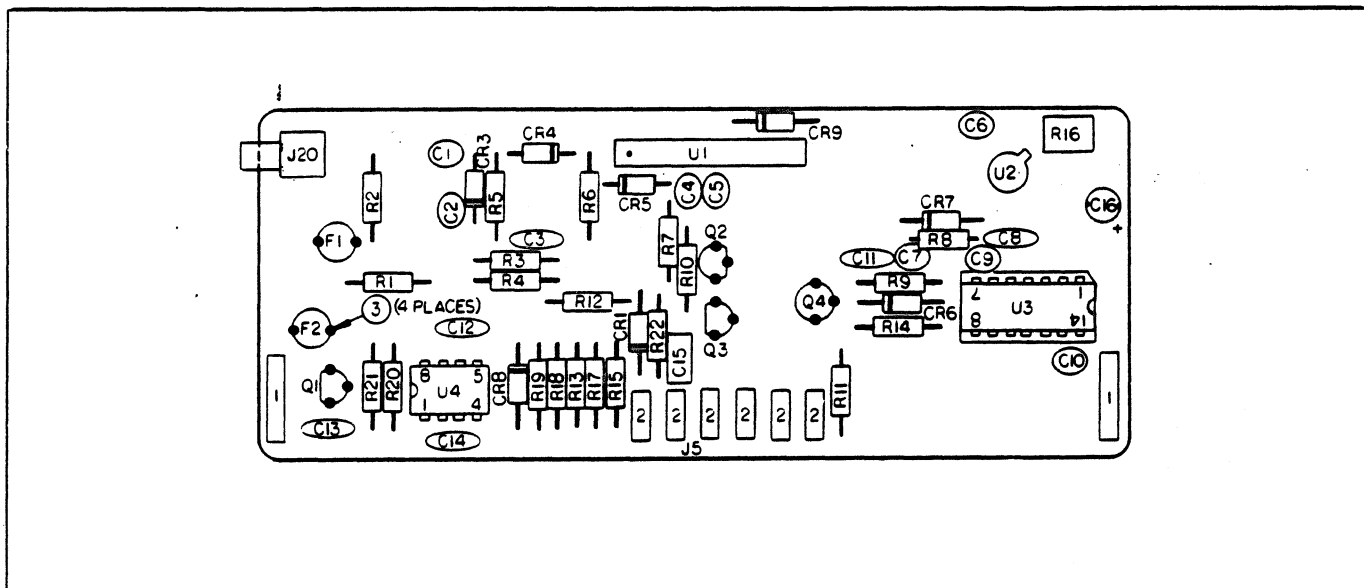 CR9
C6
R16
J20
C1
CR3
CR4
U1
U2
R2
C2
R5
R6
CR5
C4
C5
C16
+
CR7
F1
C3
R7
Q2
R8
C8
R3
R10
C11
C7
C9
R1
R4
R9
7
1
3 (4 PLACES)
R12
Q4
CR6
U3
F2
C12
CR1
R22
Q3
R14
8
14
C15
C10
Q1
R21
R20
8
5
U4
1
4
CR8
R19
R18
R13
R17
R15
R11
1
2
2
2
2
2
2
1
C13
C14
J5